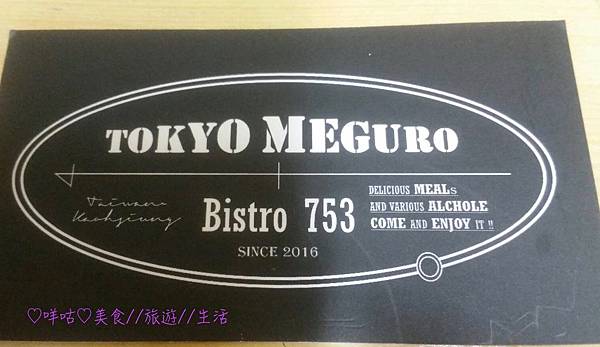 TOKYO MEGURO
Taiwan
Kaohsiung
Bistro 753
SINCE 2016
DELICIOUS MEALS
AND VARIOUS ALCHOLE
COME AND ENJOY IT !!
♡咩咕♡美食//旅遊//生活